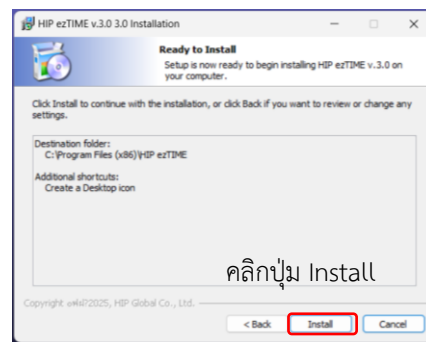 HIP ezTIME v.3.0 3.0 Installation
Ready to Install
Setup is now ready to begin installing HIP ezTIME v.3.0 on
your computer.
Click Install to continue with the installation, or click Back if you want to review or change any
settings.
Destination folder:
C:\Program Files (x86)\HIP ezTIME
Additional shortcuts:
Create a Desktop icon
คลิกปุ่ม Install
Copyright 2025, HIP Global Co., Ltd.
< Back Install Cancel